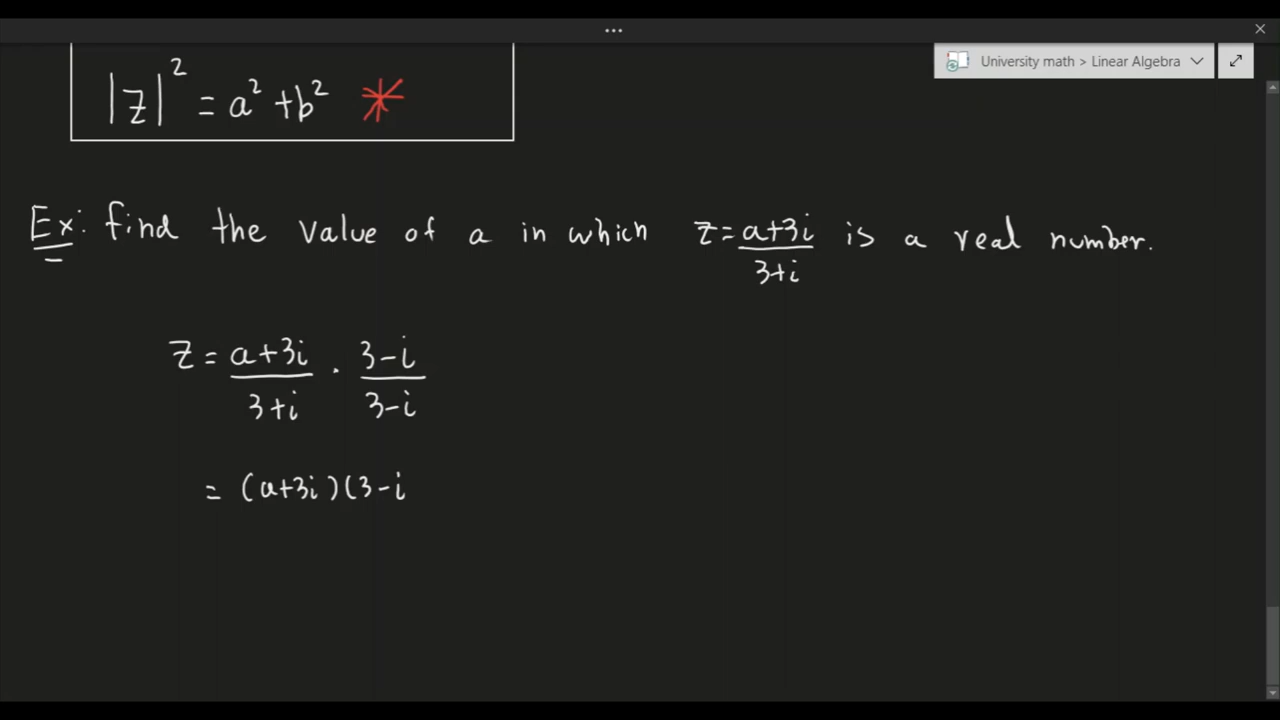 ...
University math > Linear Algebra
|z|² = a² + b² *
Ex: find the value of a in which z = a+3i / 3+i is a real number.
z = a+3i / 3+i · 3-i / 3-i
= (a+3i)(3-i